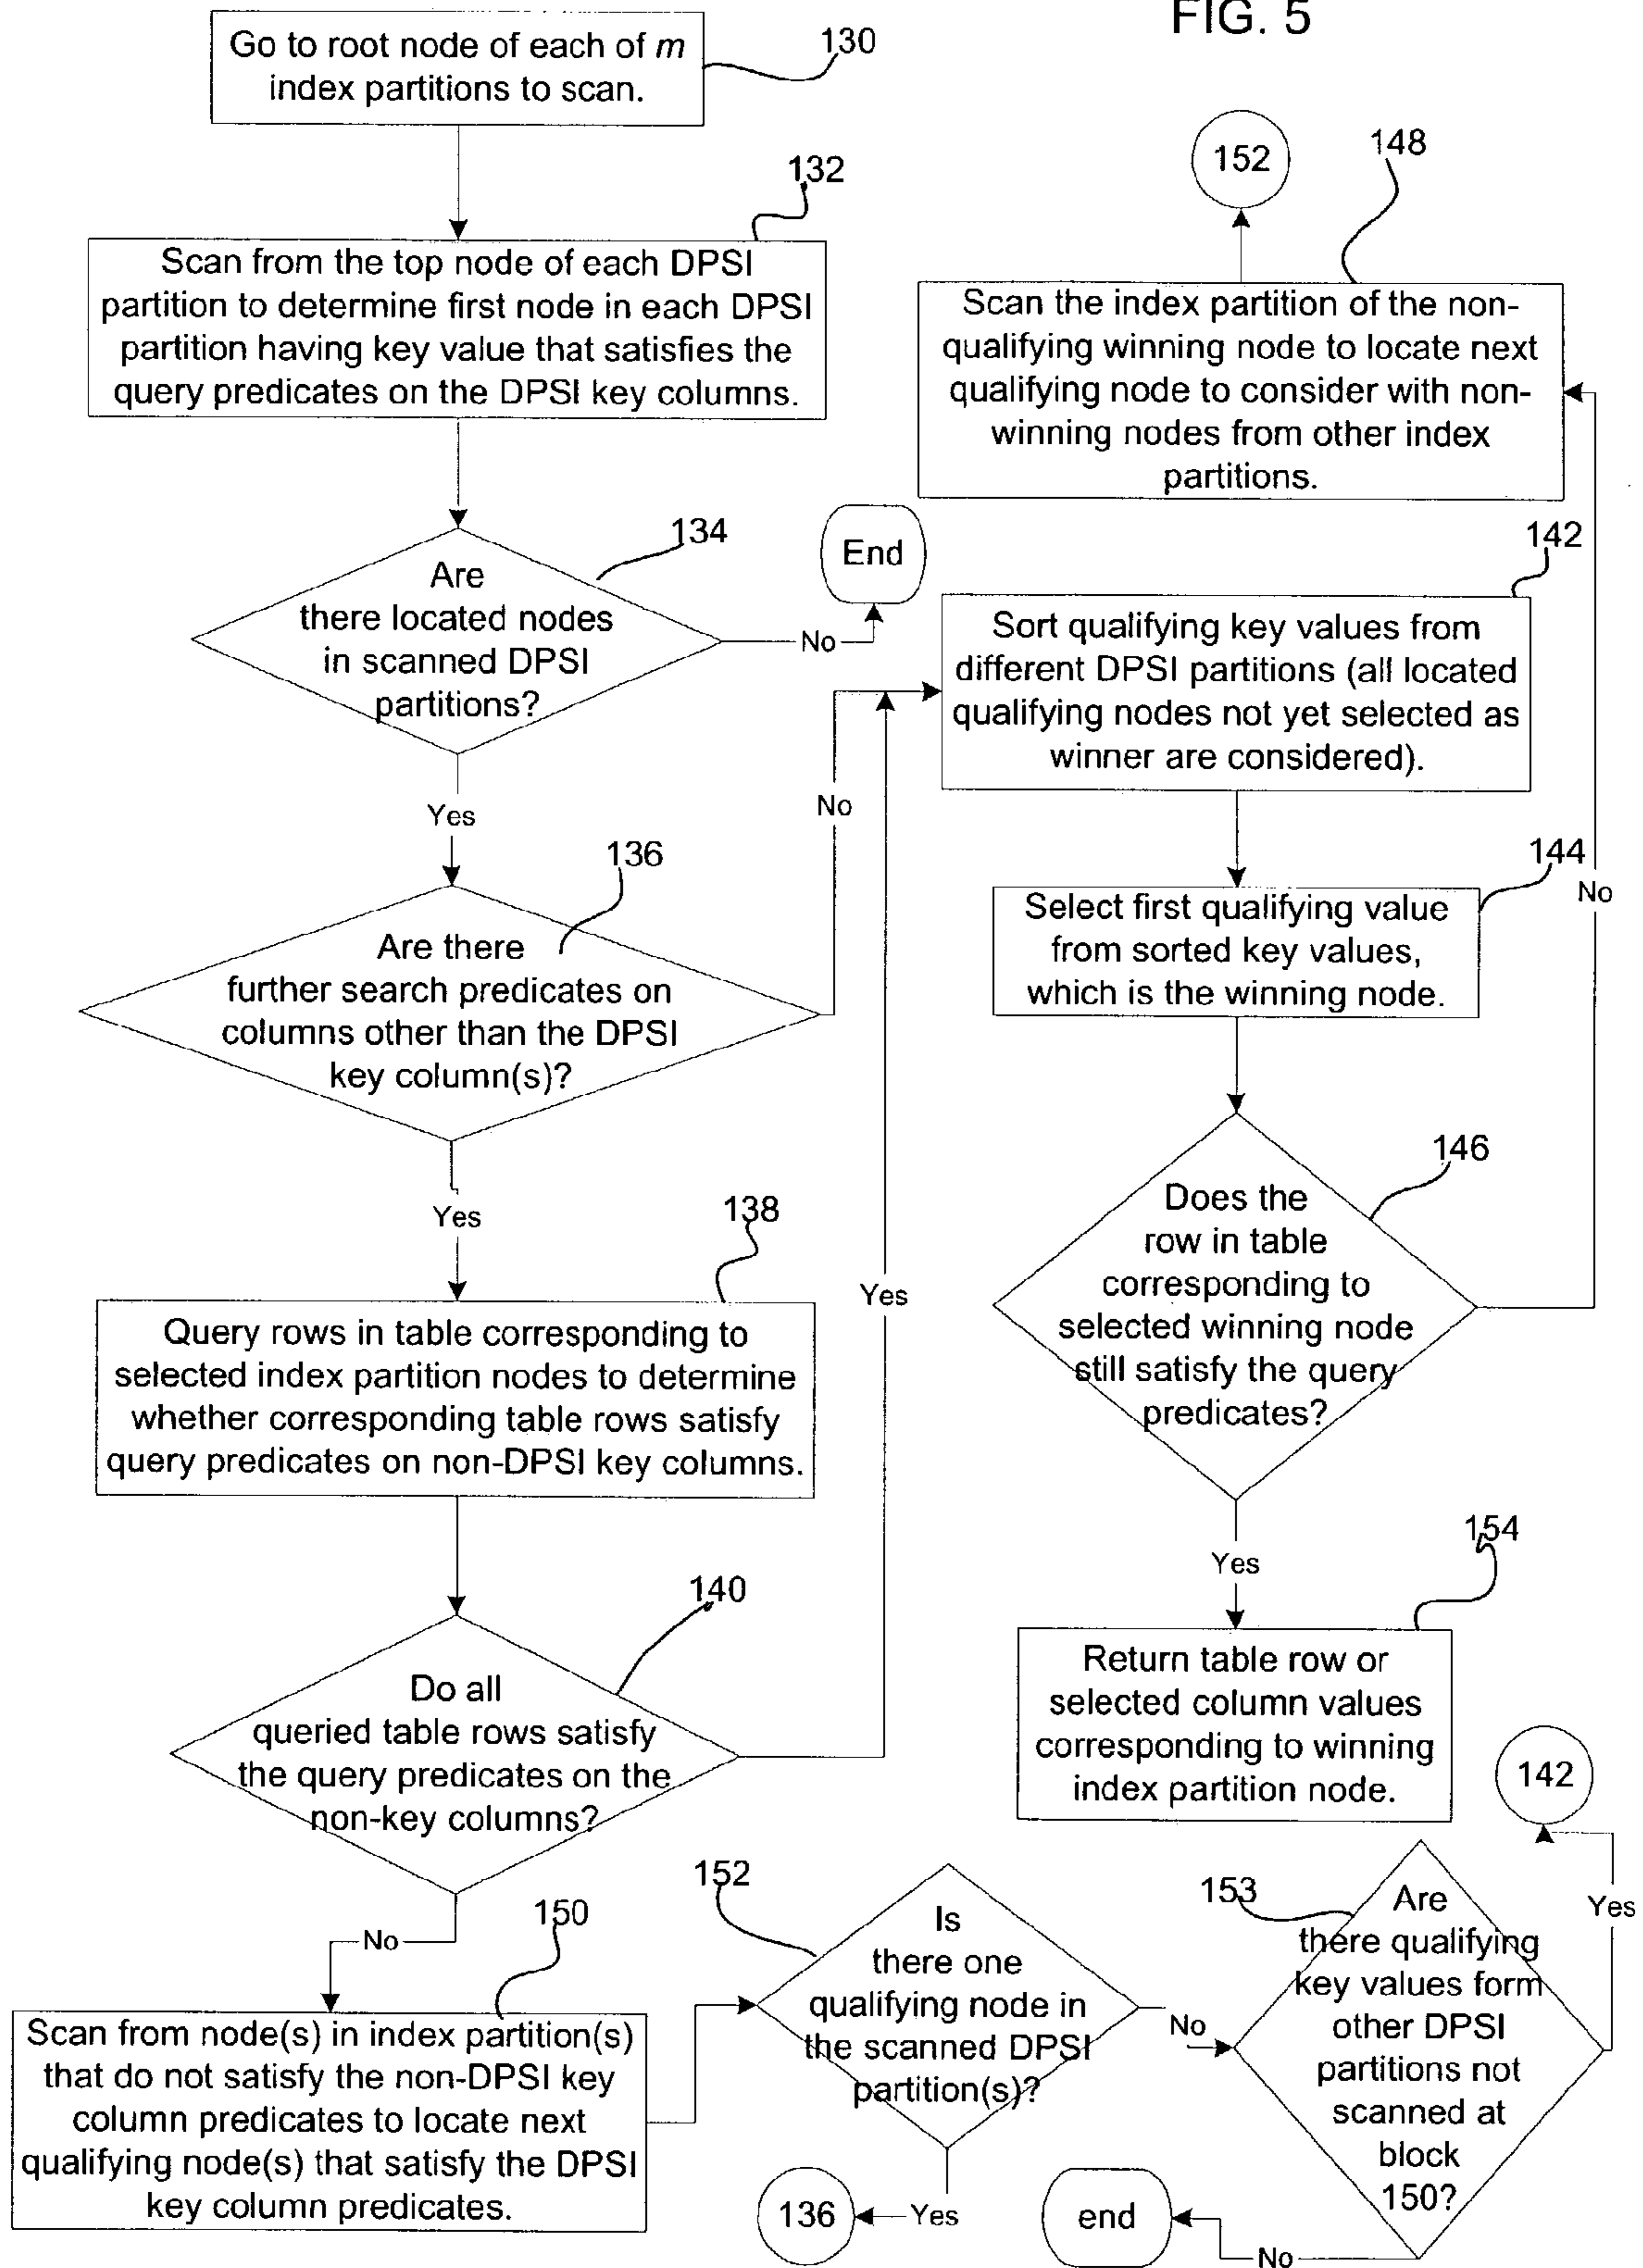 FIG. 5
Go to root node of each of m
index partitions to scan.
130
132
Scan from the top node of each DPSI
partition to determine first node in each DPSI
partition having key value that satisfies the
query predicates on the DPSI key columns.
134
Are
there located nodes
in scanned DPSI
partitions?
No
End
Yes
136
Are there
further search predicates on
columns other than the DPSI
key column(s)?
No
Yes
138
Query rows in table corresponding to
selected index partition nodes to determine
whether corresponding table rows satisfy
query predicates on non-DPSI key columns.
140
Do all
queried table rows satisfy
the query predicates on the
non-key columns?
Yes
No
150
Scan from node(s) in index partition(s)
that do not satisfy the non-DPSI key
column predicates to locate next
qualifying node(s) that satisfy the DPSI
key column predicates.
152
148
Scan the index partition of the non-
qualifying winning node to locate next
qualifying node to consider with non-
winning nodes from other index
partitions.
142
Sort qualifying key values from
different DPSI partitions (all located
qualifying nodes not yet selected as
winner are considered).
144
No
Select first qualifying value
from sorted key values,
which is the winning node.
146
Does the
row in table
corresponding to
selected winning node
still satisfy the query
predicates?
Yes
154
Return table row or
selected column values
corresponding to winning
index partition node.
142
152
Is
there one
qualifying node in
the scanned DPSI
partition(s)?
No
Yes
136
153
Are
there qualifying
key values form
other DPSI
partitions not
scanned at
block
150?
Yes
No
end